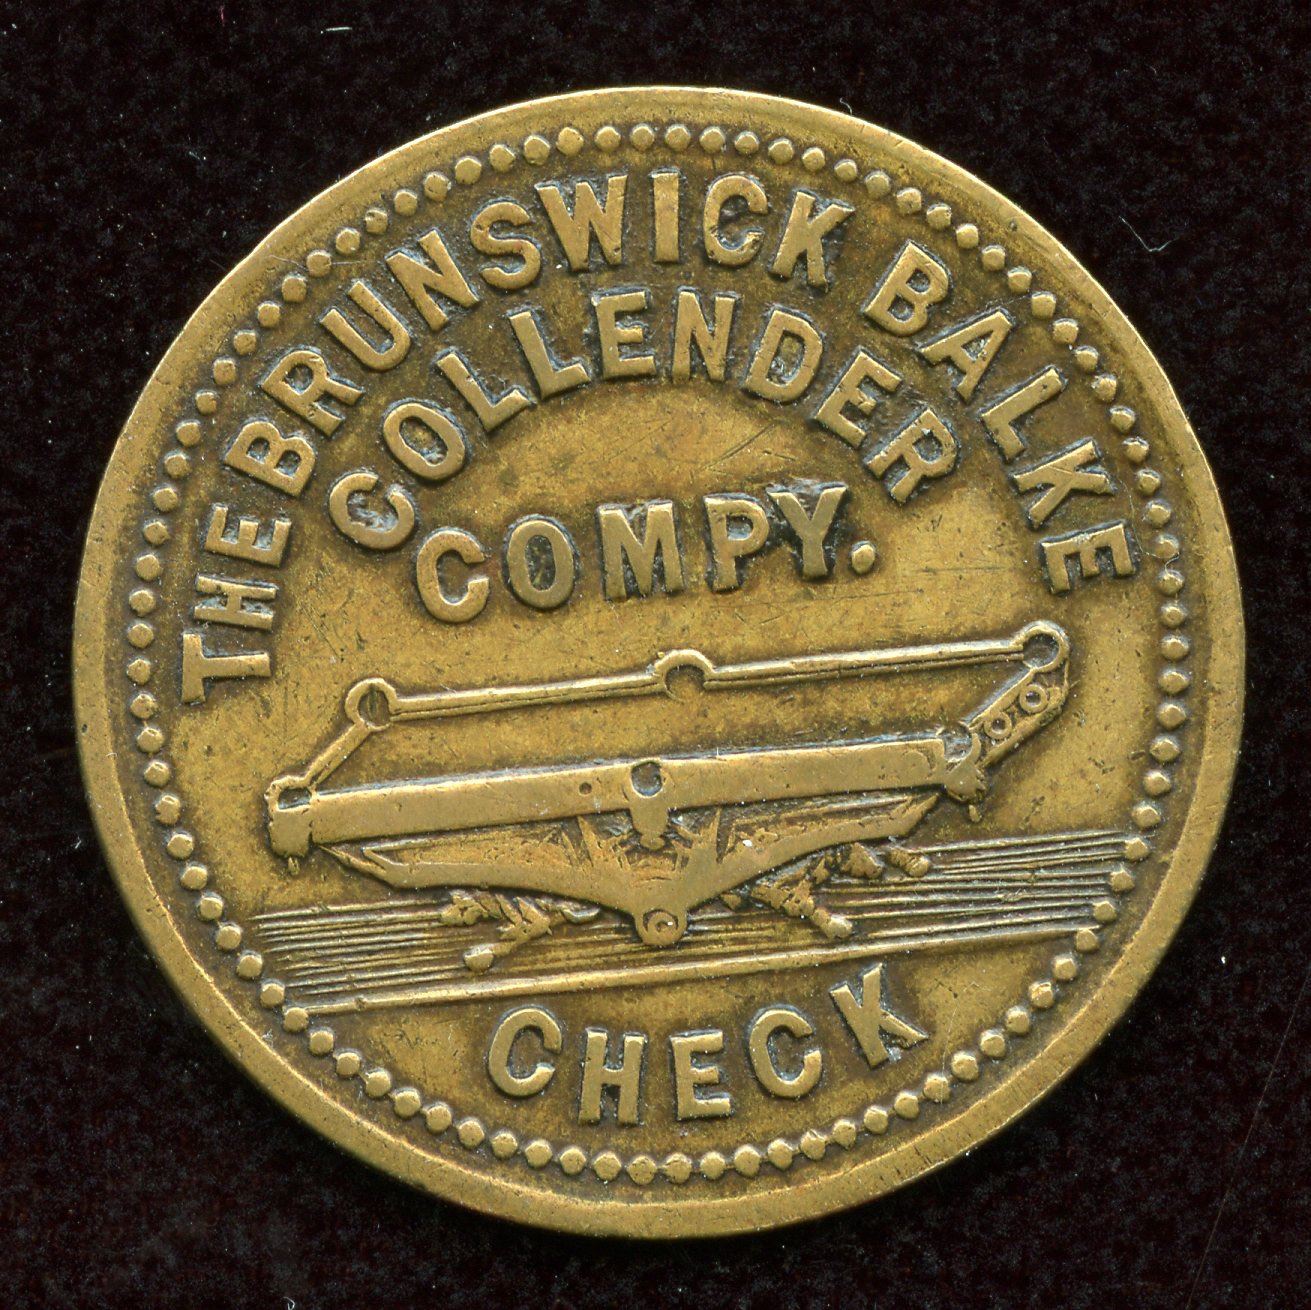 THE BRUNSWICK BALKE
COLLENDER
COMPY.
CHECK